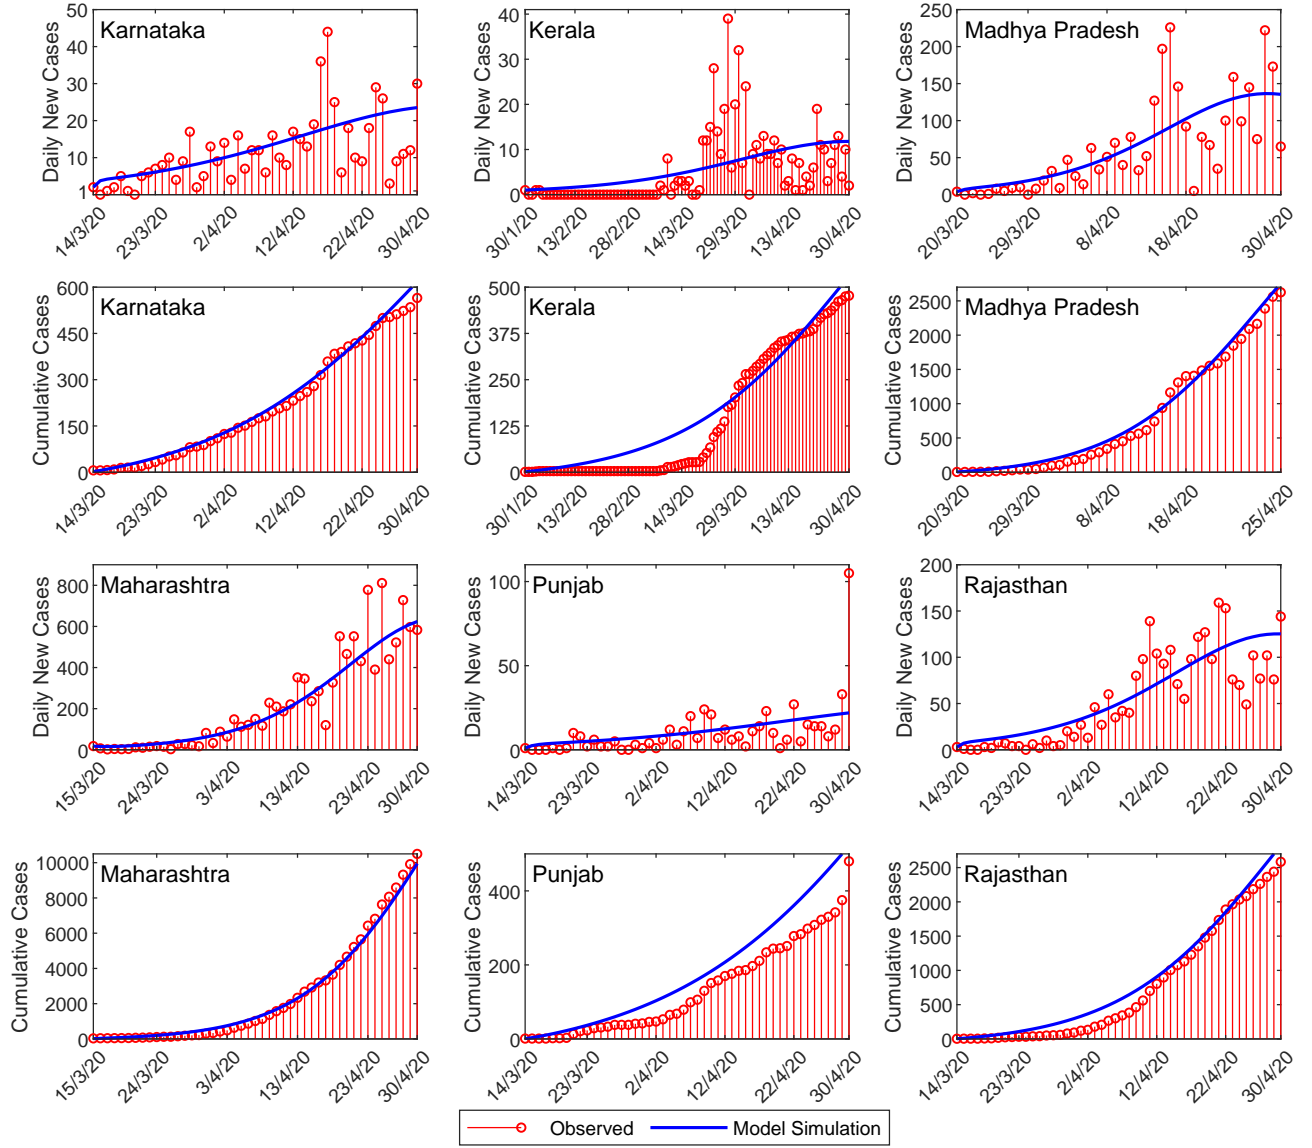 Karnataka
Daily New Cases
50
40
30
20
10
1
14/3/20 23/3/20 2/4/20 12/4/20 22/4/20 30/4/20
Kerala
Daily New Cases
40
30
20
10
0
30/1/20 13/2/20 28/2/20 14/3/20 29/3/20 13/4/20 30/4/20
Madhya Pradesh
Daily New Cases
250
200
150
100
50
0
20/3/20 29/3/20 8/4/20 18/4/20 30/4/20
Karnataka
Cumulative Cases
600
450
300
150
0
14/3/20 23/3/20 2/4/20 12/4/20 22/4/20 30/4/20
Kerala
Cumulative Cases
500
375
250
125
0
30/1/20 13/2/20 28/2/20 14/3/20 29/3/20 13/4/20 30/4/20
Madhya Pradesh
Cumulative Cases
2500
2000
1500
1000
500
0
20/3/20 29/3/20 8/4/20 18/4/20 25/4/20
Maharashtra
Daily New Cases
800
600
400
200
0
15/3/20 24/3/20 3/4/20 13/4/20 23/4/20 30/4/20
Punjab
Daily New Cases
100
50
0
14/3/20 23/3/20 2/4/20 12/4/20 22/4/20 30/4/20
Rajasthan
Daily New Cases
200
150
100
50
0
14/3/20 23/3/20 2/4/20 12/4/20 22/4/20 30/4/20
Maharashtra
Cumulative Cases
10000
8000
6000
4000
2000
0
15/3/20 24/3/20 3/4/20 13/4/20 23/4/20 30/4/20
Punjab
Cumulative Cases
400
200
0
14/3/20 23/3/20 2/4/20 12/4/20 22/4/20 30/4/20
Rajasthan
Cumulative Cases
2500
2000
1500
1000
500
0
14/3/20 23/3/20 2/4/20 12/4/20 22/4/20 30/4/20
Observed Model Simulation